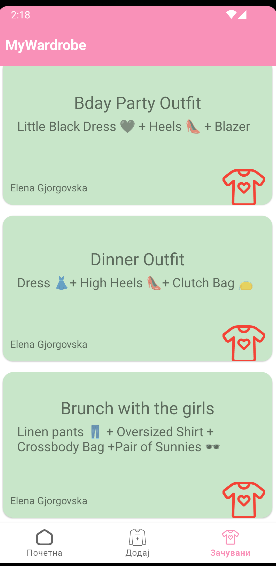 2:18
MyWardrobe
Bday Party Outfit
Little Black Dress 🖤 + Heels 👠 + Blazer
Elena Gjorgovska
Dinner Outfit
Dress 👗+ High Heels 👠+ Clutch Bag 👝
Elena Gjorgovska
Brunch with the girls
Linen pants 👖 + Oversized Shirt +
Crossbody Bag +Pair of Sunnies 🕶️
Elena Gjorgovska
Почетна
Додај
Зачувани